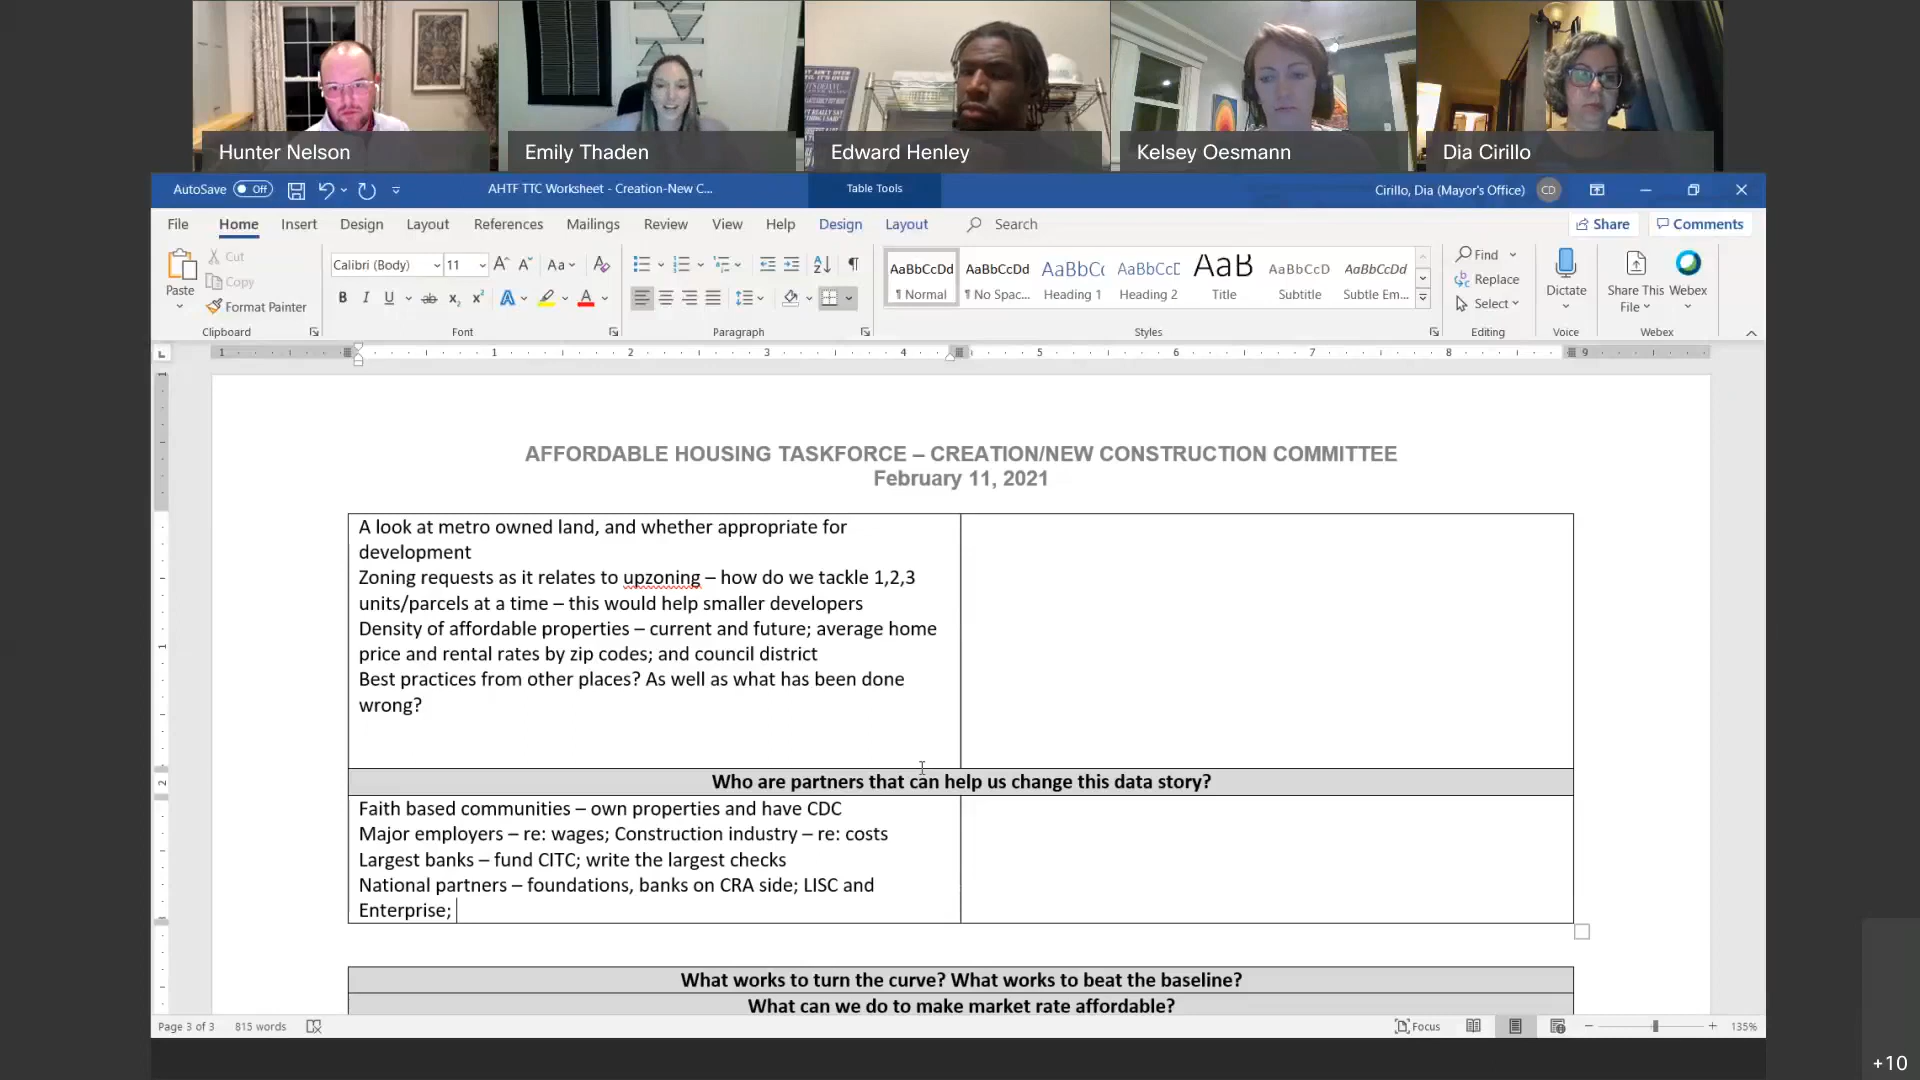 Hunter Nelson
Emily Thaden
Edward Henley
Kelsey Oesmann
Dia Cirillo
AutoSave Off
AHTF TTC Worksheet - Creation-New C...
Table Tools
Cirillo, Dia (Mayor's Office) CD
File Home Insert Design Layout References Mailings Review View Help Design Layout Search Share Comments
Paste
Cut
Copy
Format Painter
Clipboard
Calibri (Body) 11
Font
Paragraph
AaBbCcDd AaBbCcDd AaBbCc AaBbCcE AaB AaBbCcD AaBbCcDd
¶ Normal ¶ No Spac... Heading 1 Heading 2 Title Subtitle Subtle Em...
Styles
Find
Replace
Select
Editing
Dictate
Voice
Share This File
Webex
Webex
1 1 2 3 4 5 6 7 8 9
AFFORDABLE HOUSING TASKFORCE – CREATION/NEW CONSTRUCTION COMMITTEE
February 11, 2021
A look at metro owned land, and whether appropriate for
development
Zoning requests as it relates to upzoning – how do we tackle 1,2,3
units/parcels at a time – this would help smaller developers
Density of affordable properties – current and future; average home
price and rental rates by zip codes; and council district
Best practices from other places? As well as what has been done
wrong?
Who are partners that can help us change this data story?
Faith based communities – own properties and have CDC
Major employers – re: wages; Construction industry – re: costs
Largest banks – fund CITC; write the largest checks
National partners – foundations, banks on CRA side; LISC and
Enterprise;
What works to turn the curve? What works to beat the baseline?
What can we do to make market rate affordable?
Page 3 of 3 815 words
Focus
135%
+10